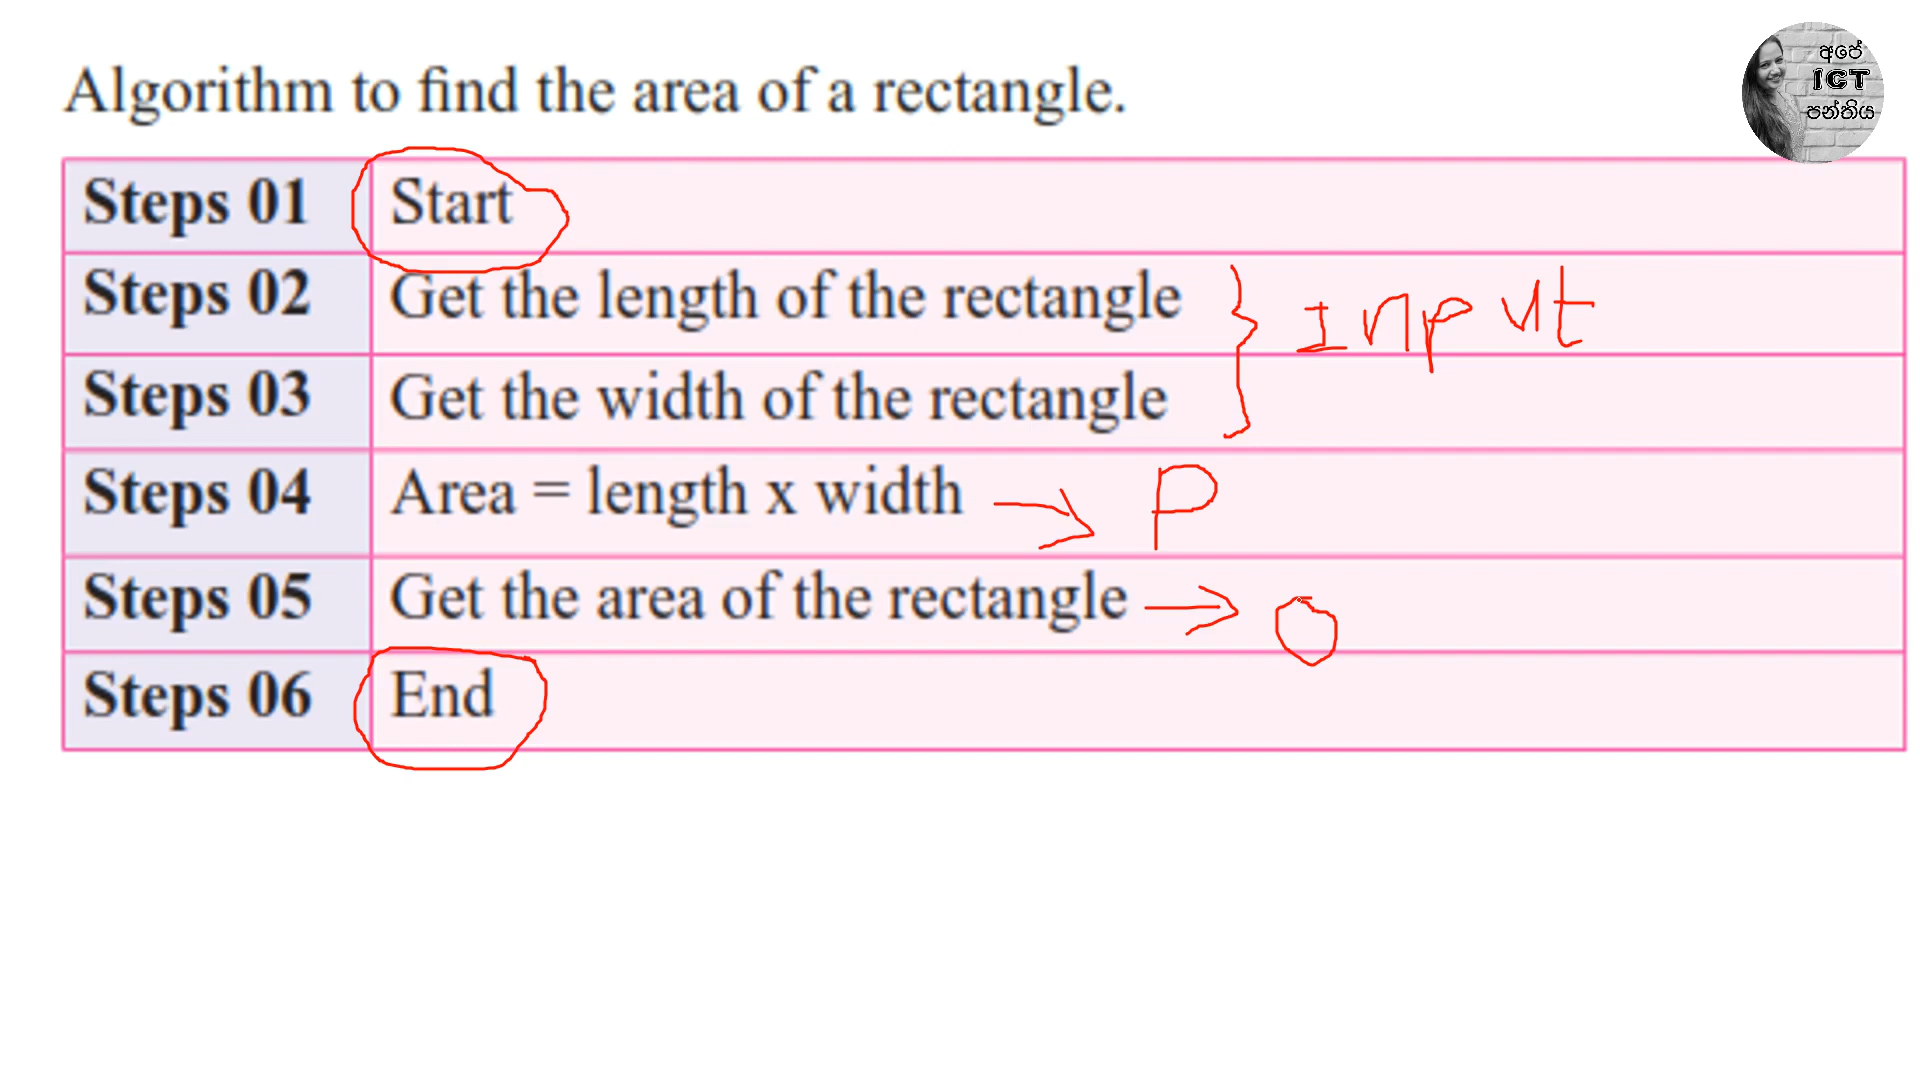 Algorithm to find the area of a rectangle.
අපේ
ICT
පන්තිය
Steps 01 Start
Steps 02 Get the length of the rectangle
Input
Steps 03 Get the width of the rectangle
Steps 04 Area = length x width → P
Steps 05 Get the area of the rectangle → O
Steps 06 End